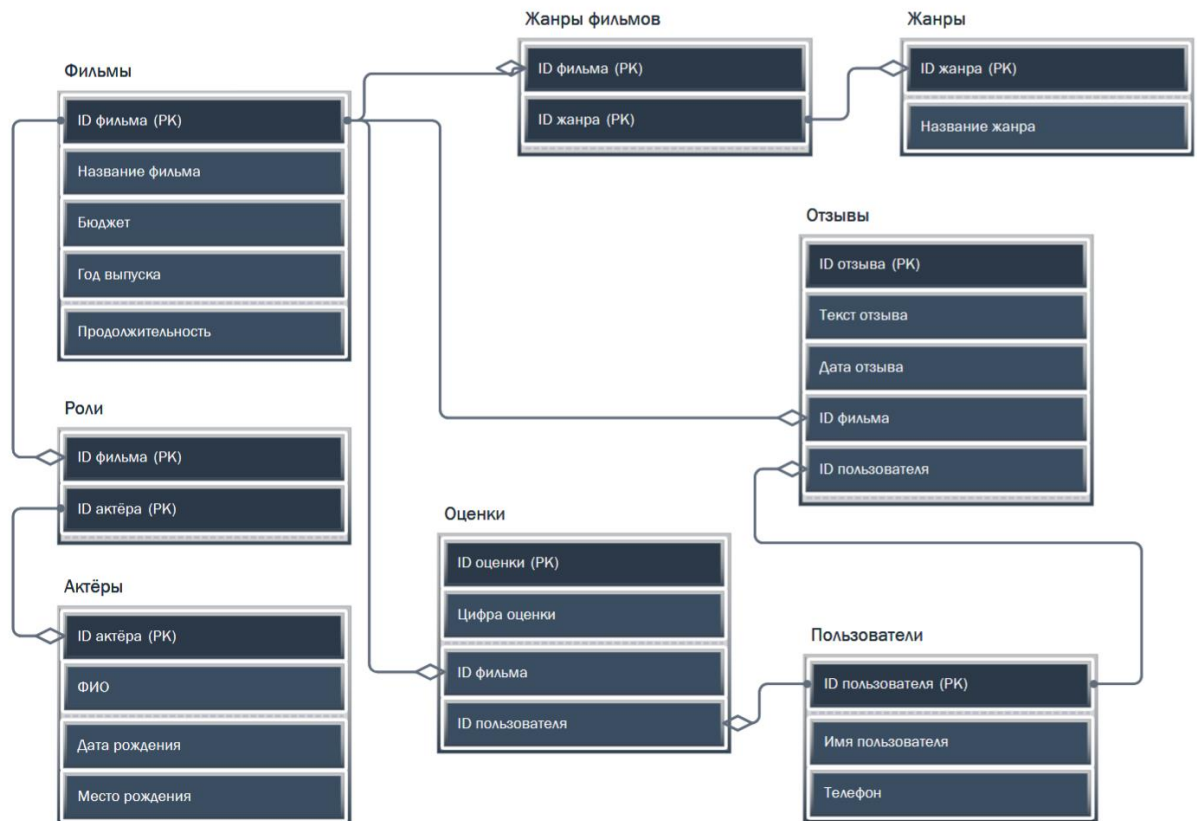 Жанры фильмов
ID фильма (PK)
ID жанра (PK)
Жанры
ID жанра (PK)
Название жанра
Фильмы
ID фильма (PK)
Название фильма
Бюджет
Год выпуска
Продолжительность
Отзывы
ID отзыва (PK)
Текст отзыва
Дата отзыва
ID фильма
ID пользователя
Роли
ID фильма (PK)
ID актёра (PK)
Оценки
ID оценки (PK)
Цифра оценки
ID фильма
ID пользователя
Актёры
ID актёра (PK)
ФИО
Дата рождения
Место рождения
Пользователи
ID пользователя (PK)
Имя пользователя
Телефон